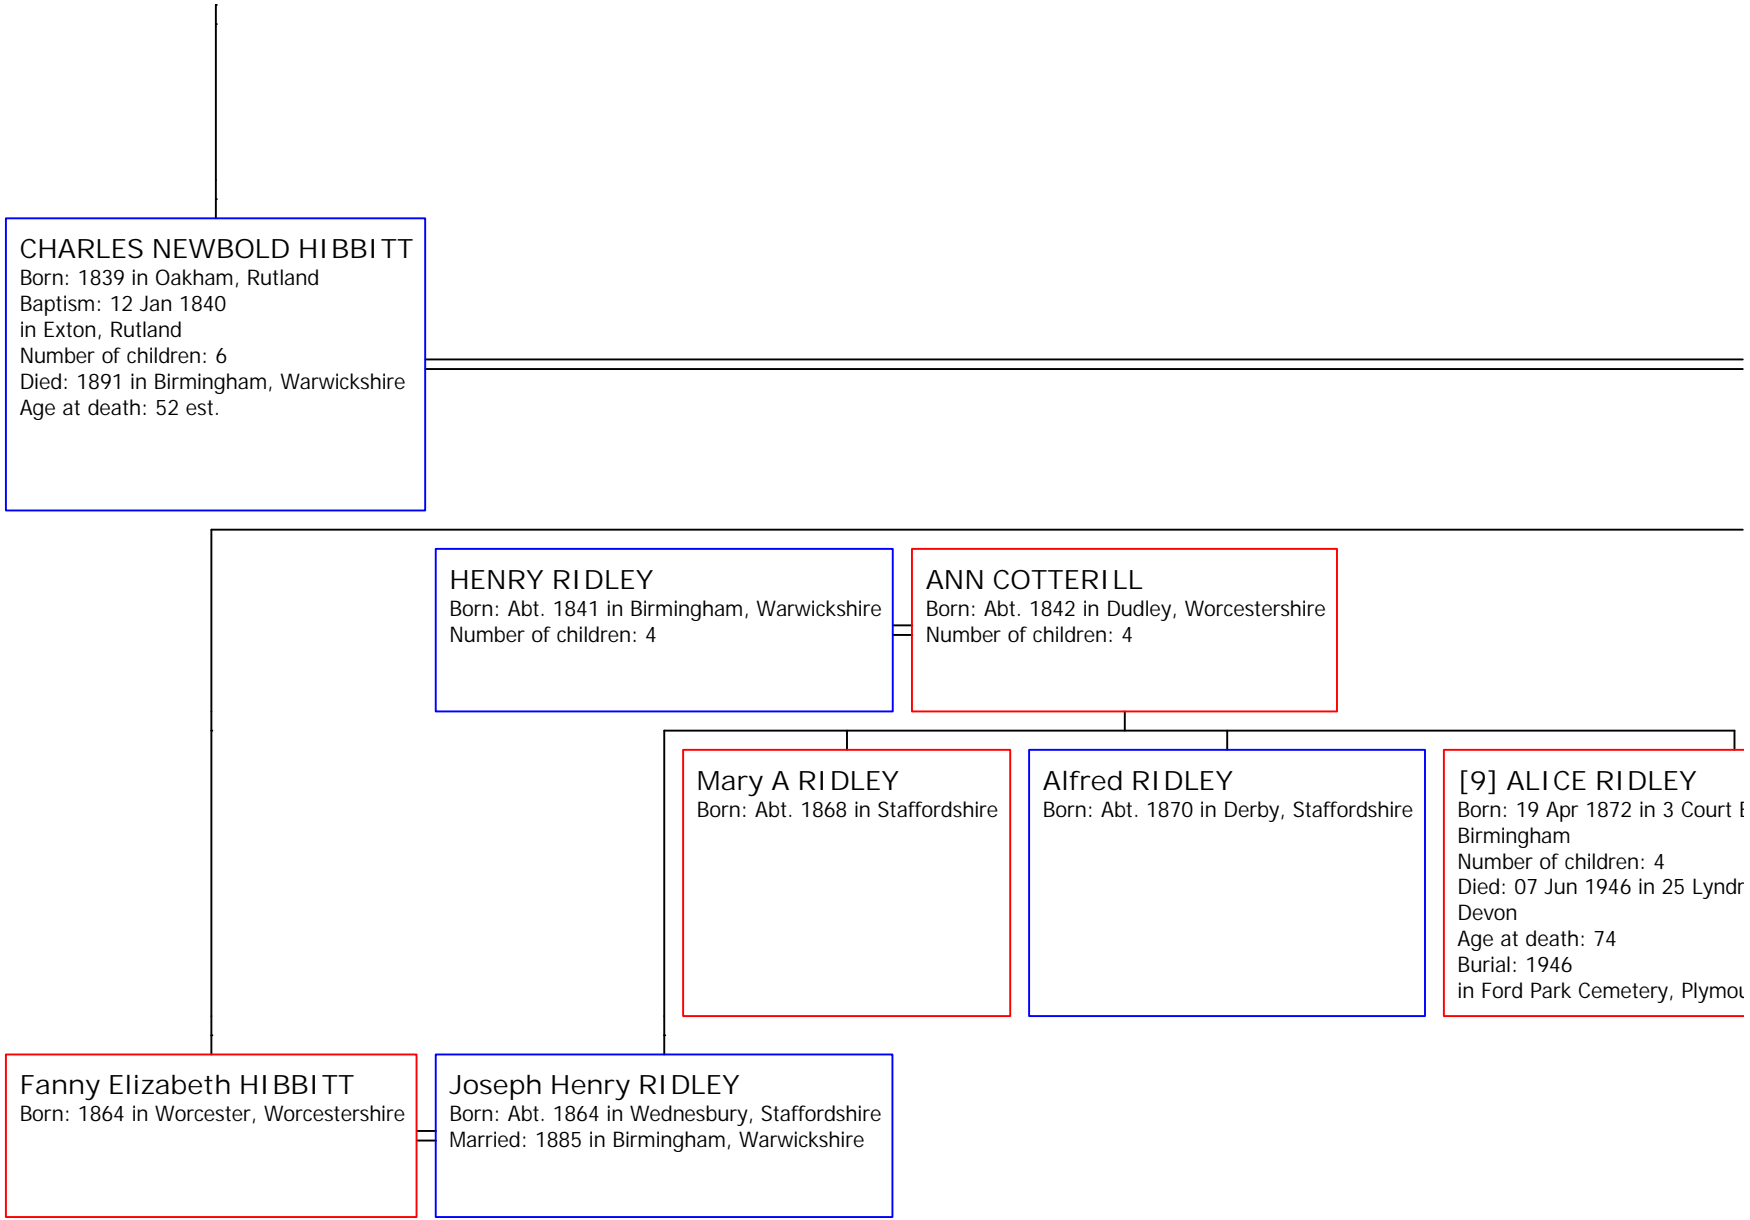 CHARLES NEWBOLD HIBBITT
Born: 1839 in Oakham, Rutland
Baptism: 12 Jan 1840
in Exton, Rutland
Number of children: 6
Died: 1891 in Birmingham, Warwickshire
Age at death: 52 est.
HENRY RIDLEY
Born: Abt. 1841 in Birmingham, Warwickshire
Number of children: 4
ANN COTTERILL
Born: Abt. 1842 in Dudley, Worcestershire
Number of children: 4
Mary A RIDLEY
Born: Abt. 1868 in Staffordshire
Alfred RIDLEY
Born: Abt. 1870 in Derby, Staffordshire
[9] ALICE RIDLEY
Born: 19 Apr 1872 in 3 Court
Birmingham
Number of children: 4
Died: 07 Jun 1946 in 25
Devon
Age at death: 74
Burial: 1946
in Ford Park Cemetery,
Fanny Elizabeth HIBBITT
Born: 1864 in Worcester, Worcestershire
Joseph Henry RIDLEY
Born: Abt. 1864 in Wednesbury, Staffordshire
Married: 1885 in Birmingham, Warwickshire